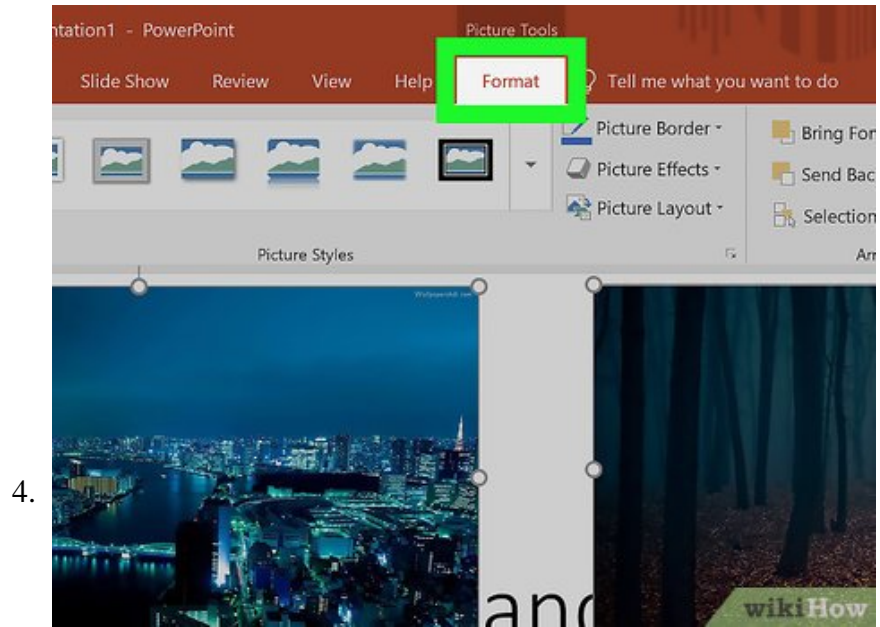 ntation1 - PowerPoint
Picture Tools
Slide Show Review View Help Format Tell me what you want to do
Picture Border
Picture Effects
Picture Layout
Bring For
Send Bac
Selection
Picture Styles
Arr
4.
and
wikiHow